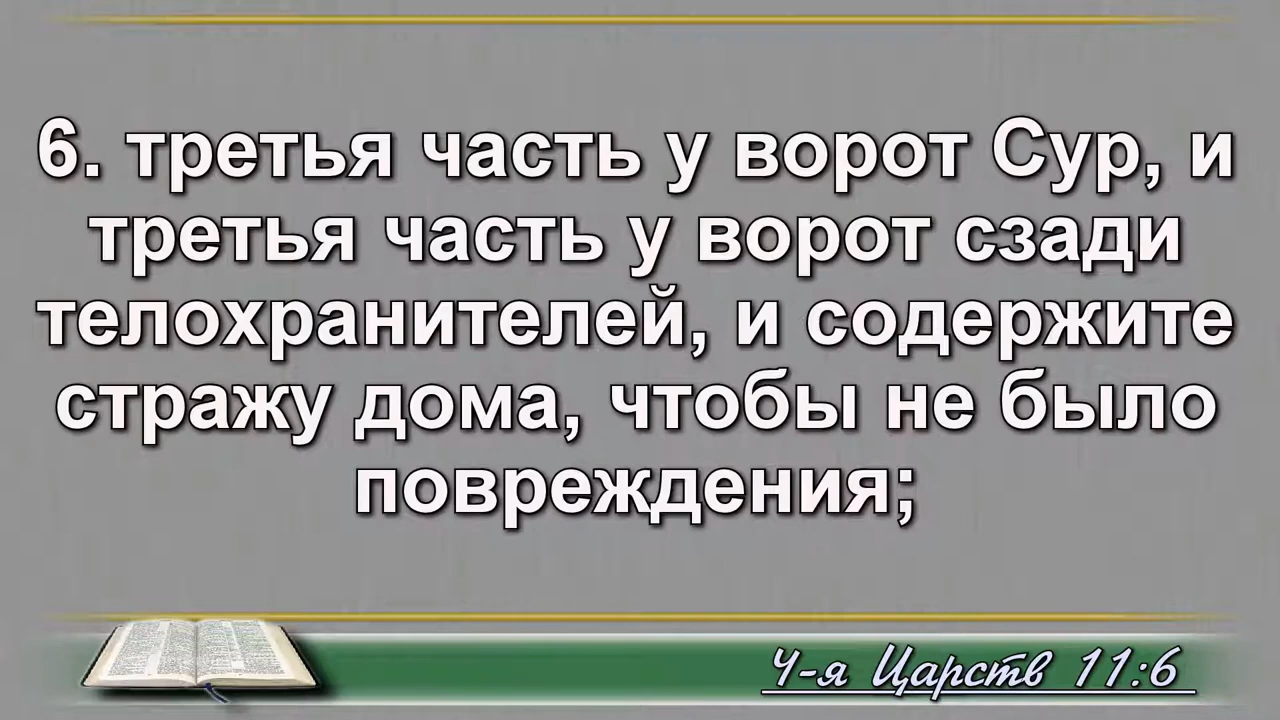 6. третья часть у ворот Сур, и
третья часть у ворот сзади
телохранителей, и содержите
стражу дома, чтобы не было
повреждения;
4-я Царств 11:6